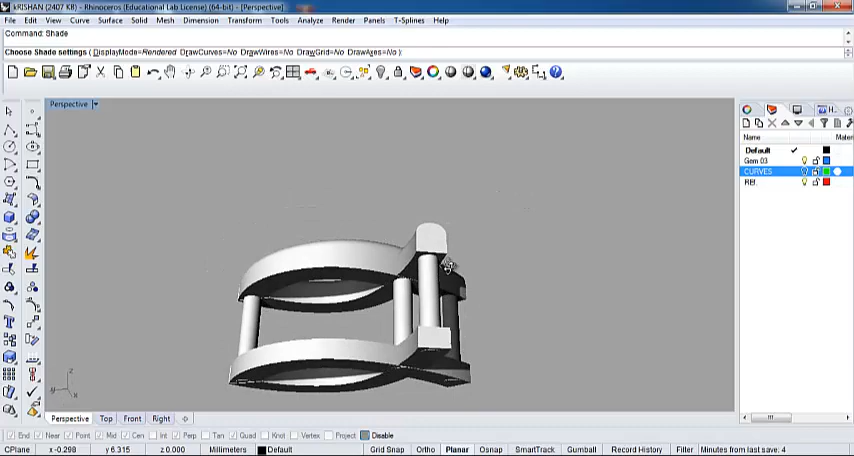 kRISHAN (2407 KB) - Rhinoceros (Educational Lab License) (64-bit) - [Perspective]
File Edit View Curve Surface Solid Mesh Dimension Transform Tools Analyze Render Panels T-Splines Help
Command: Shade
Choose Shade settings ( DisplayMode=Rendered DrawCurves=No DrawWires=No DrawGrid=No DrawAxes=No ):
Perspective
Name Mater
Default
Gem 03
CURVES
z
y
x
Perspective Top Front Right
End Near Point Mid Cen Int Perp Tan Quad Knot Vertex Project Disable
CPlane x -0.298 y 6.315 z 0.000 Millimeters Default Grid Snap Ortho Planar Osnap SmartTrack Gumball Record History Filter Minutes from last save: 4